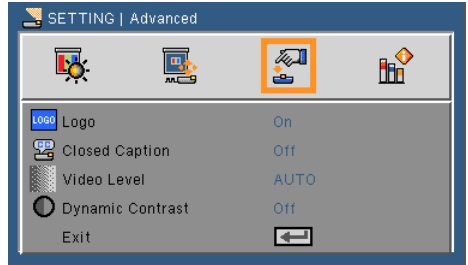 SETTING | Advanced
LOGO Logo On
CC Closed Caption Off
Video Level AUTO
Dynamic Contrast Off
Exit